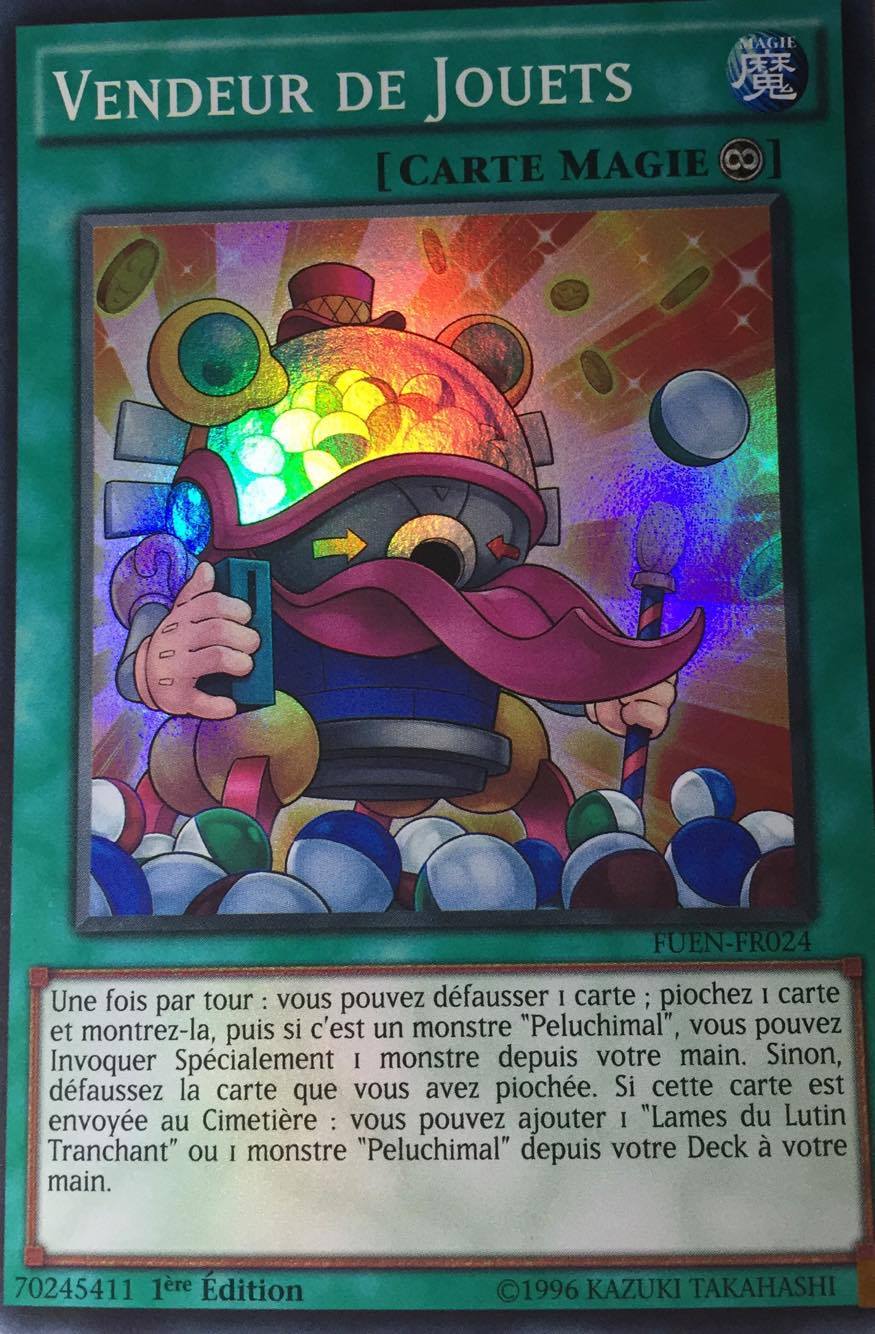 VENDEUR DE JOUETS
MAGIE
魔
[CARTE MAGIE]
FUEN-FR024
Une fois par tour : vous pouvez défausser 1 carte ; piochez 1 carte
et montrez-la, puis si c'est un monstre "Peluchimal", vous pouvez
Invoquer Spécialement 1 monstre depuis votre main. Sinon,
défaussez la carte que vous avez piochée. Si cette carte est
envoyée au Cimetière : vous pouvez ajouter 1 "Lames du Lutin
Tranchant" ou 1 monstre "Peluchimal" depuis votre Deck à votre
main.
70245411 1ère Édition
©1996 KAZUKI TAKAHASHI